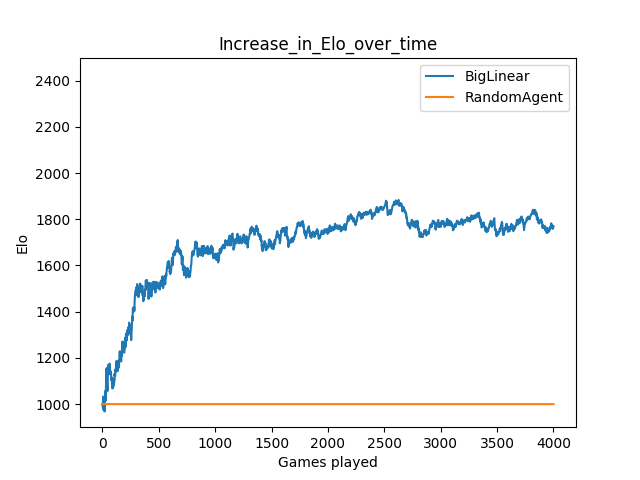 Increase_in_Elo_over_time
BigLinear
RandomAgent
Elo
2400
2200
2000
1800
1600
1400
1200
1000
0 500 1000 1500 2000 2500 3000 3500 4000
Games played